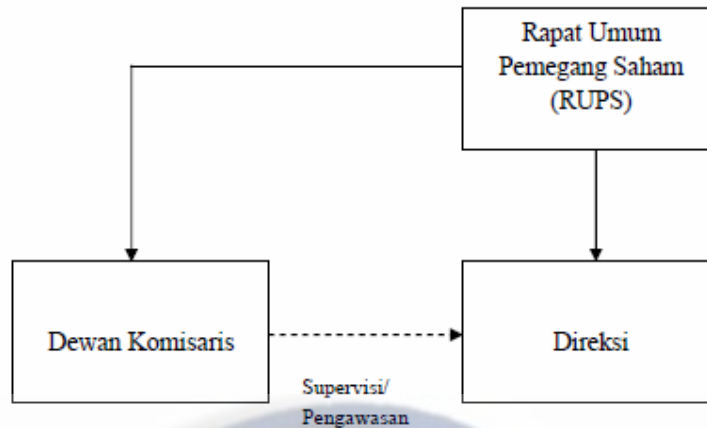 Rapat Umum
Pemegang Saham
(RUPS)
Dewan Komisaris
Direksi
Supervisi/
Pengawasan